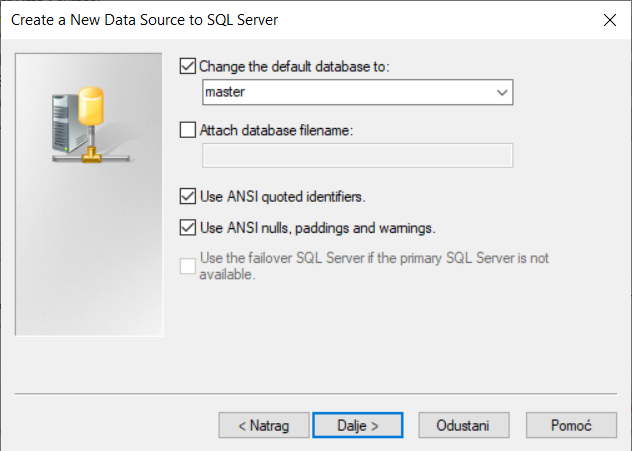 Create a New Data Source to SQL Server
Change the default database to:
master
Attach database filename:
Use ANSI quoted identifiers.
Use ANSI nulls, paddings and warnings.
Use the failover SQL Server if the primary SQL Server is not
available.
< Natrag
Dalje >
Odustani
Pomoć